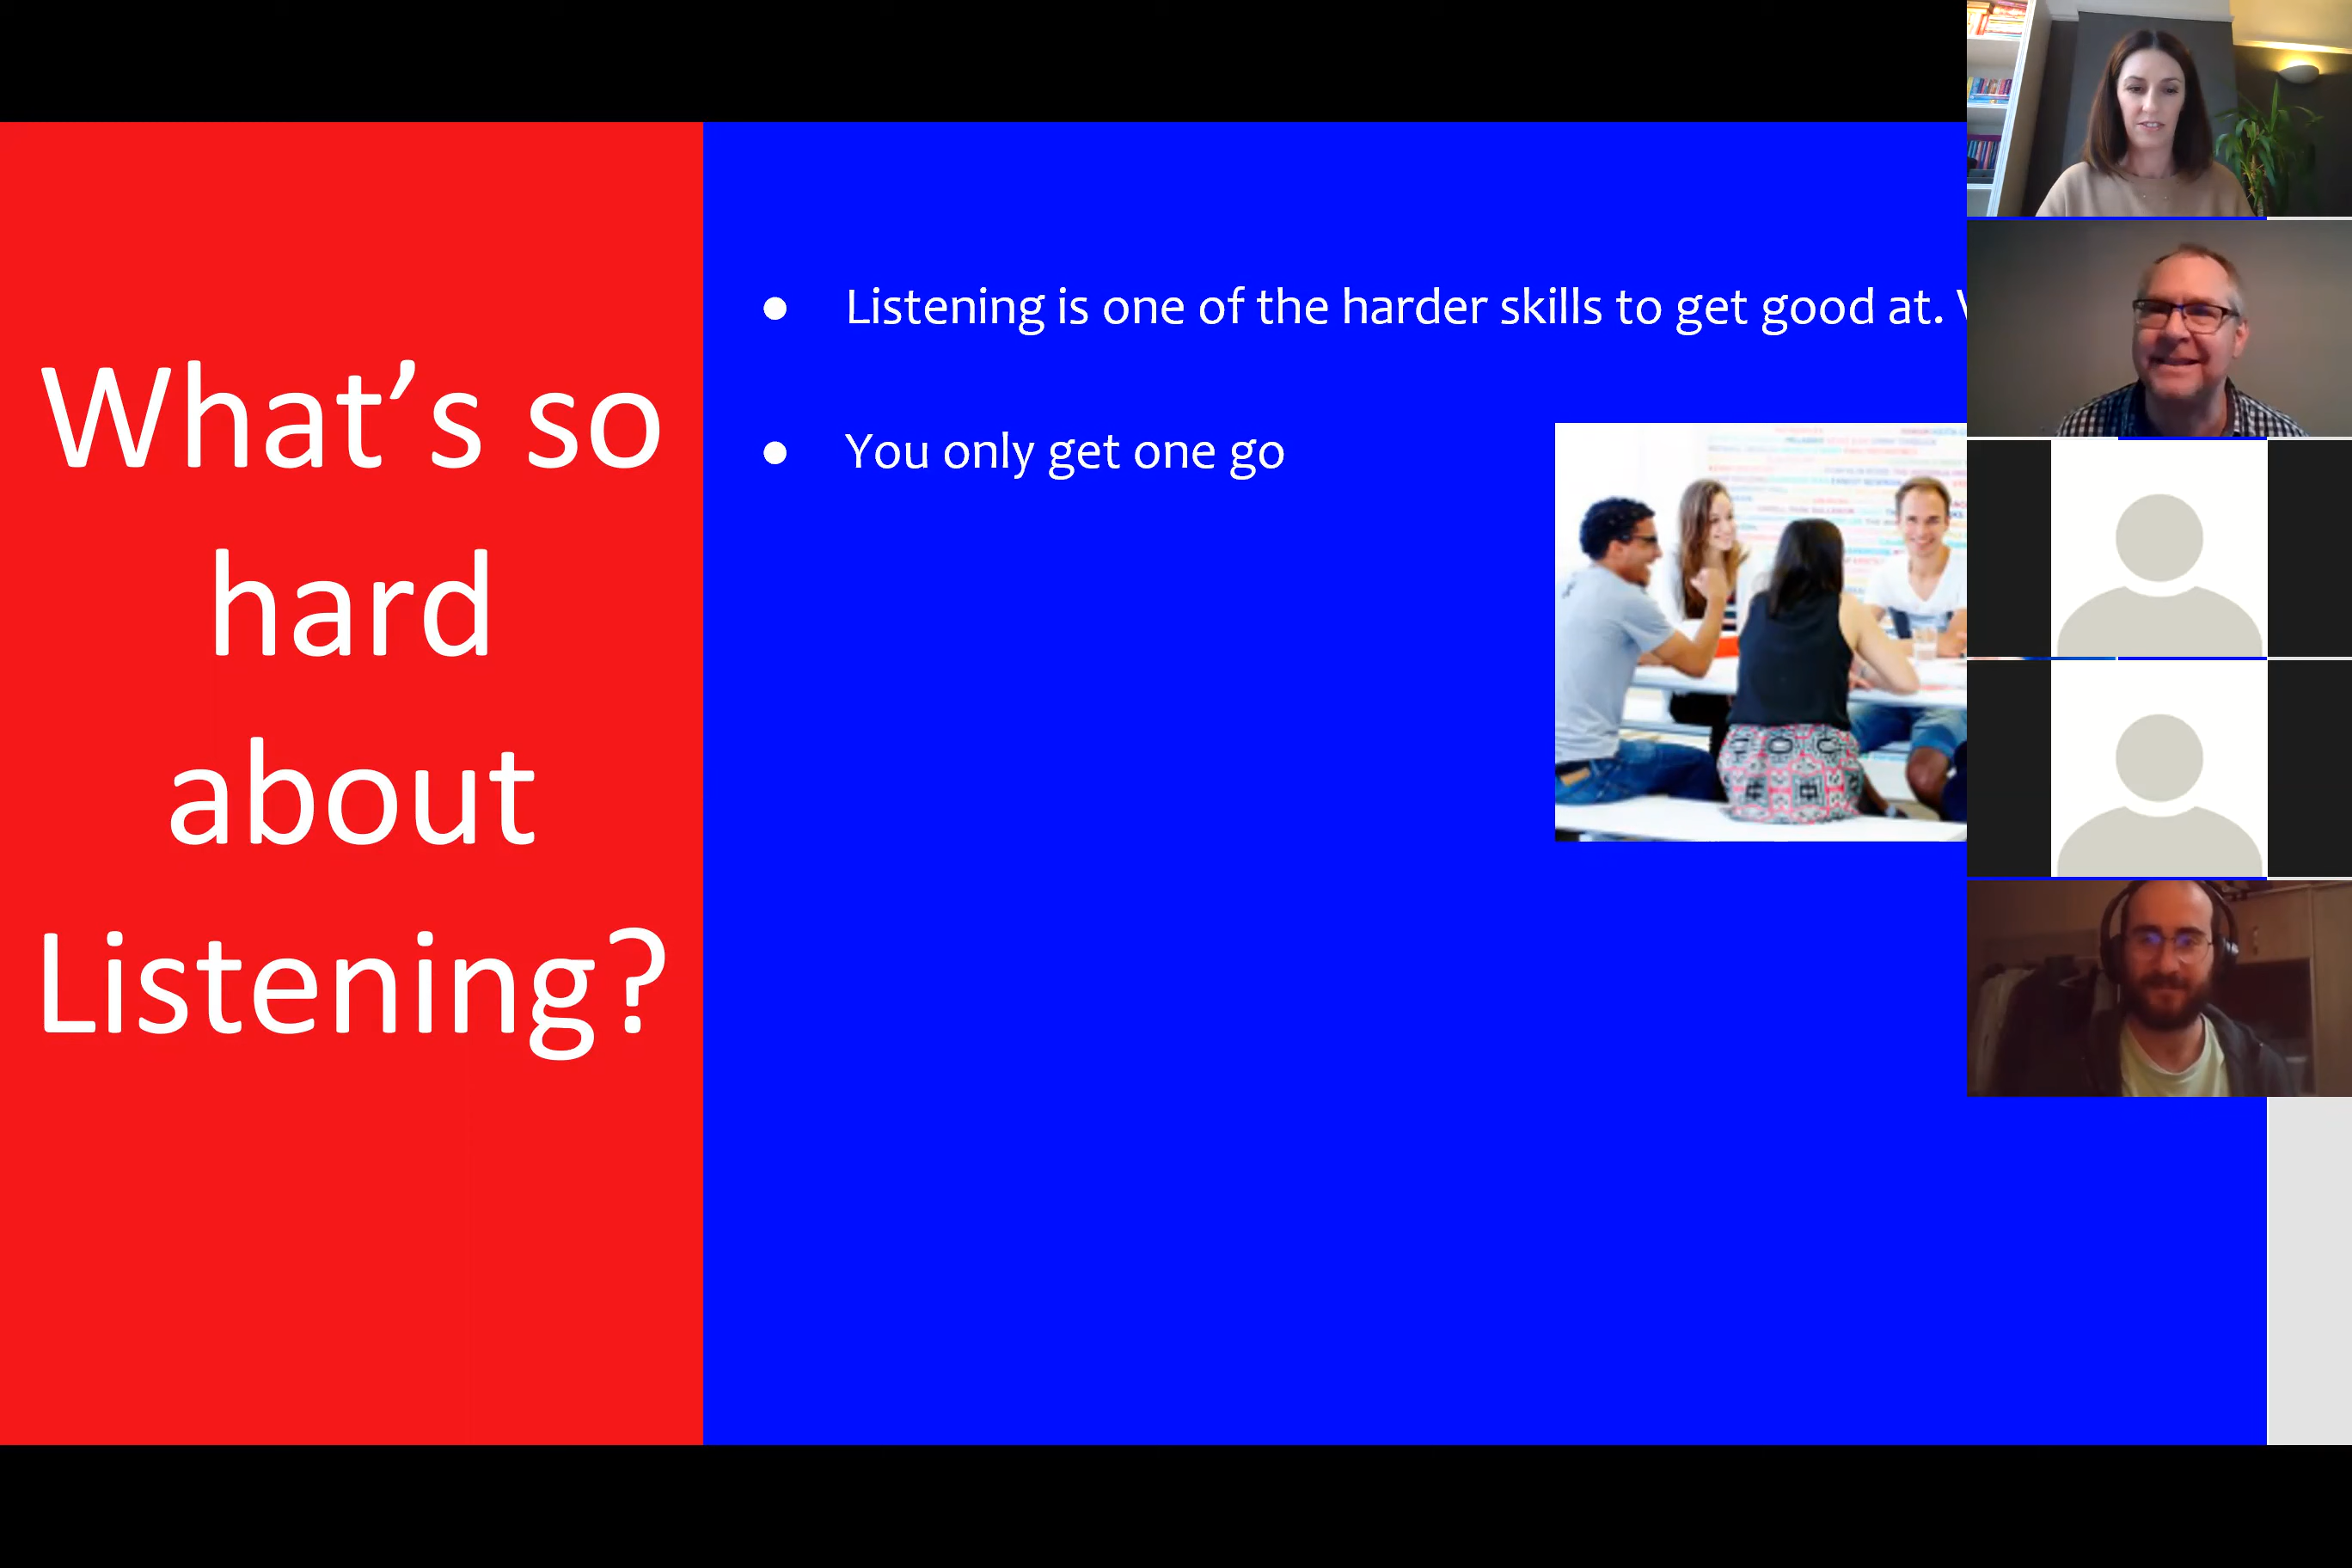 What’s so
hard
about
Listening?
● Listening is one of the harder skills to get good at.
● You only get one go